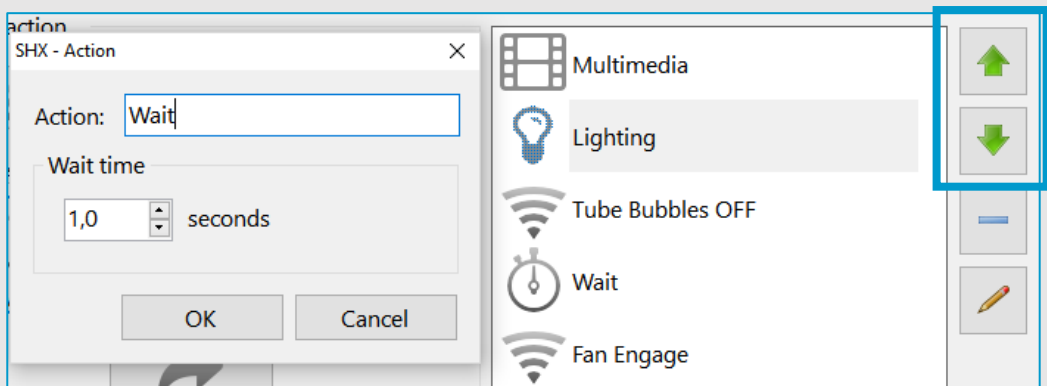 action
SHX - Action
Action: Wait
Wait time
1,0 seconds
OK Cancel
Multimedia
Lighting
Tube Bubbles OFF
Wait
Fan Engage